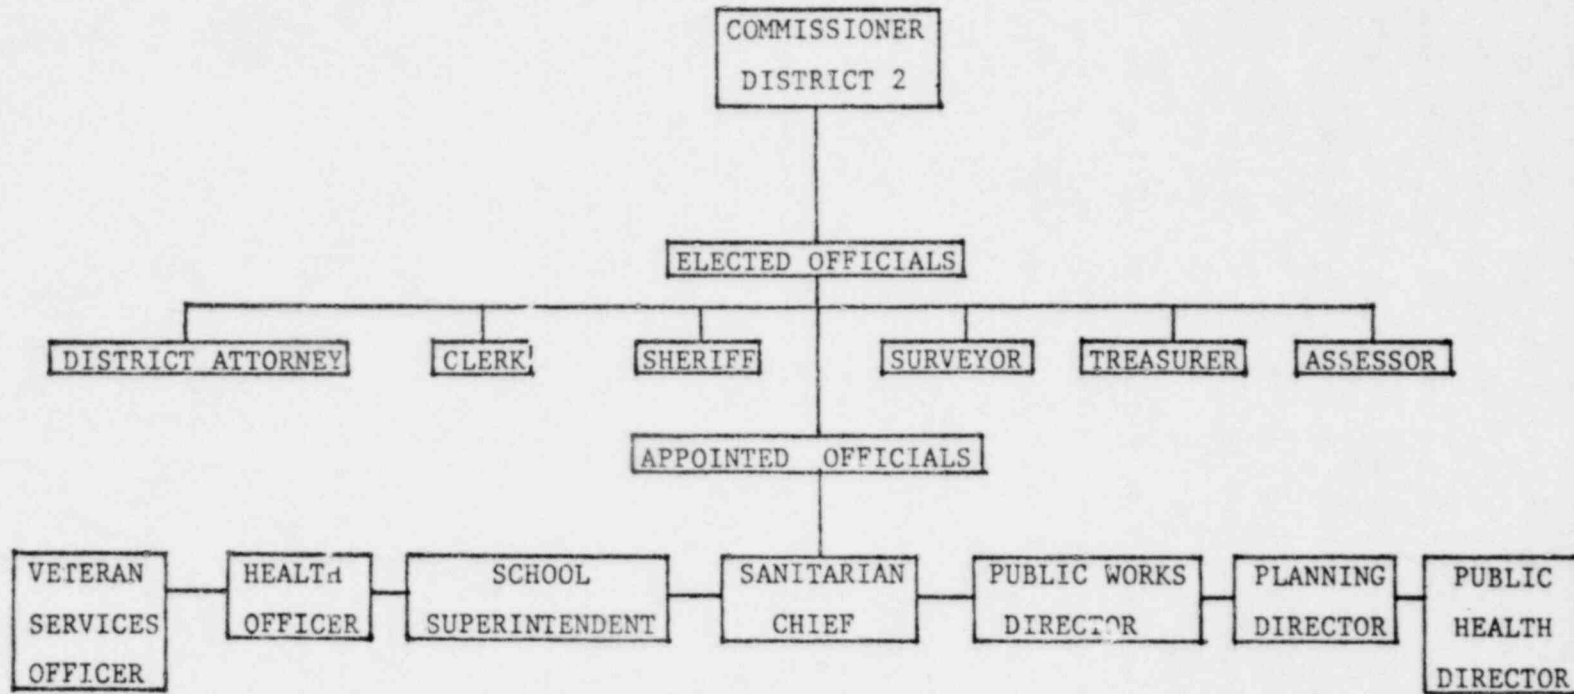 COMMISSIONER
DISTRICT 2
ELECTED OFFICIALS
DISTRICT ATTORNEY
CLERK
SHERIFF
SURVEYOR
TREASURER
ASSESSOR
APPOINTED OFFICIALS
VETERAN
SERVICES
OFFICER
HEALTH
OFFICER
SCHOOL
SUPERINTENDENT
SANITARIAN
CHIEF
PUBLIC WORKS
DIRECTOR
PLANNING
DIRECTOR
PUBLIC
HEALTH
DIRECTOR